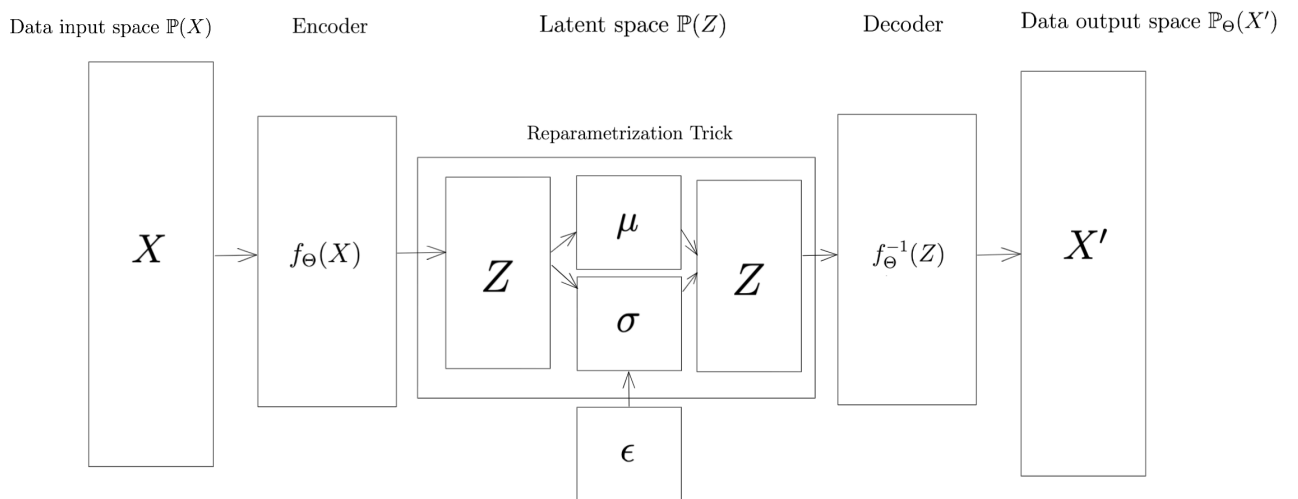 Data input space ℙ(X)
Encoder
Latent space ℙ(Z)
Decoder
Data output space ℙ_Θ(X′)
Reparametrization Trick
X
f_Θ(X)
Z
μ
σ
Z
f_Θ^{-1}(Z)
X′
ϵ